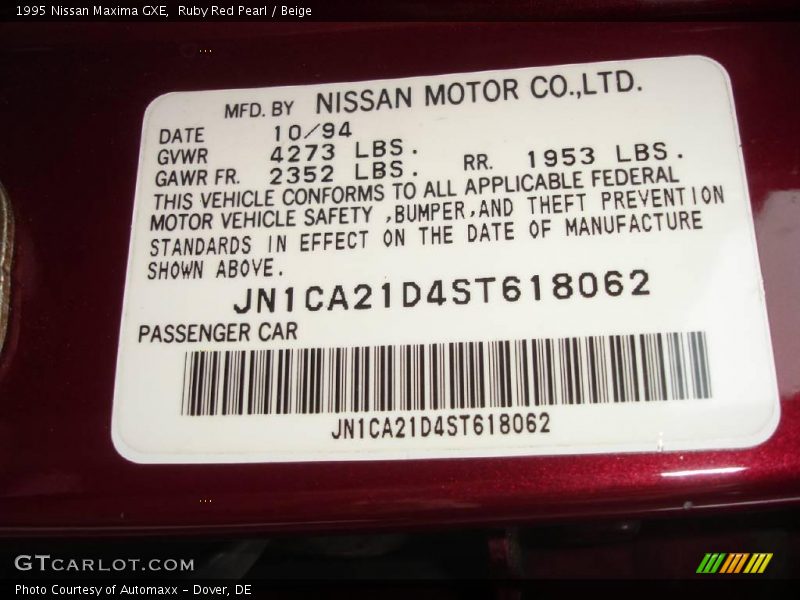 1995 Nissan Maxima GXE,  Ruby Red Pearl / Beige
MFD. BY NISSAN MOTOR CO.,LTD.
DATE 10/94
GVWR 4273 LBS.
GAWR FR. 2352 LBS. RR. 1953 LBS.
THIS VEHICLE CONFORMS TO ALL APPLICABLE FEDERAL
MOTOR VEHICLE SAFETY ,BUMPER,AND THEFT PREVENTION
STANDARDS IN EFFECT ON THE DATE OF MANUFACTURE
SHOWN ABOVE.
JN1CA21D4ST618062
PASSENGER CAR
JN1CA21D4ST618062
GTCARLOT.COM
Photo Courtesy of Automaxx - Dover, DE